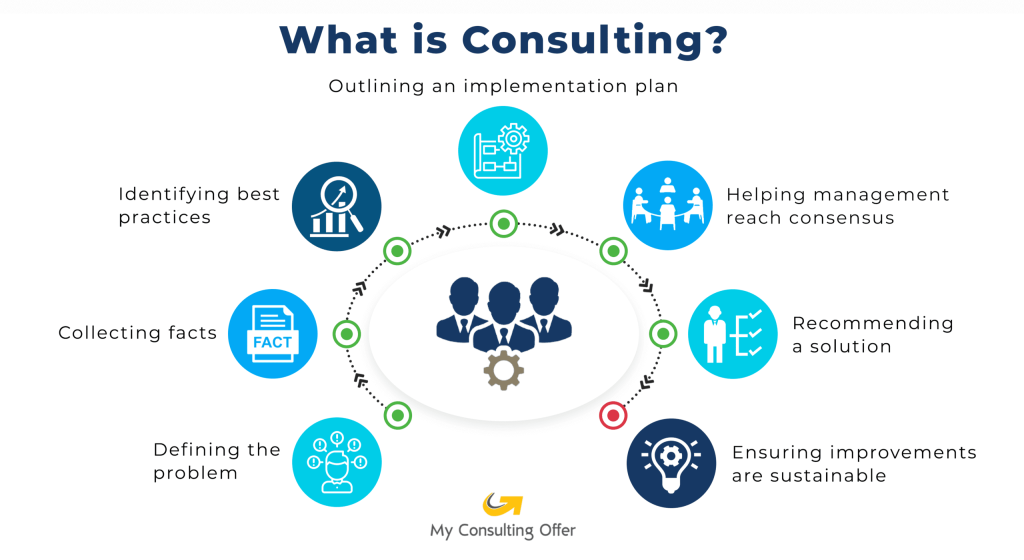 What is Consulting?
Outlining an implementation plan
Identifying best
practices
Helping management
reach consensus
Collecting facts
FACT
Recommending
a solution
Defining the
problem
Ensuring improvements
are sustainable
My Consulting Offer